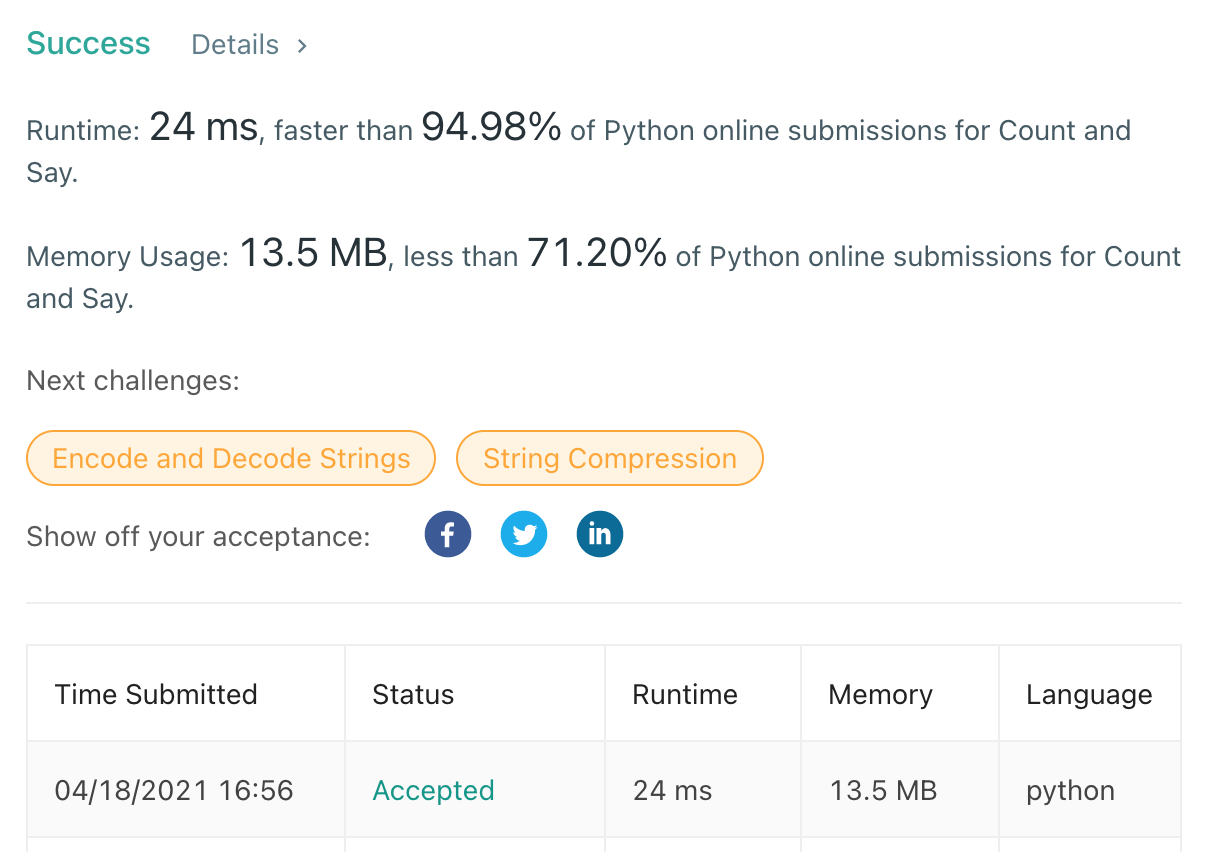 Success Details >
Runtime: 24 ms, faster than 94.98% of Python online submissions for Count and
Say.
Memory Usage: 13.5 MB, less than 71.20% of Python online submissions for Count
and Say.
Next challenges:
Encode and Decode Strings String Compression
Show off your acceptance: f in
Time Submitted Status Runtime Memory Language
04/18/2021 16:56 Accepted 24 ms 13.5 MB python